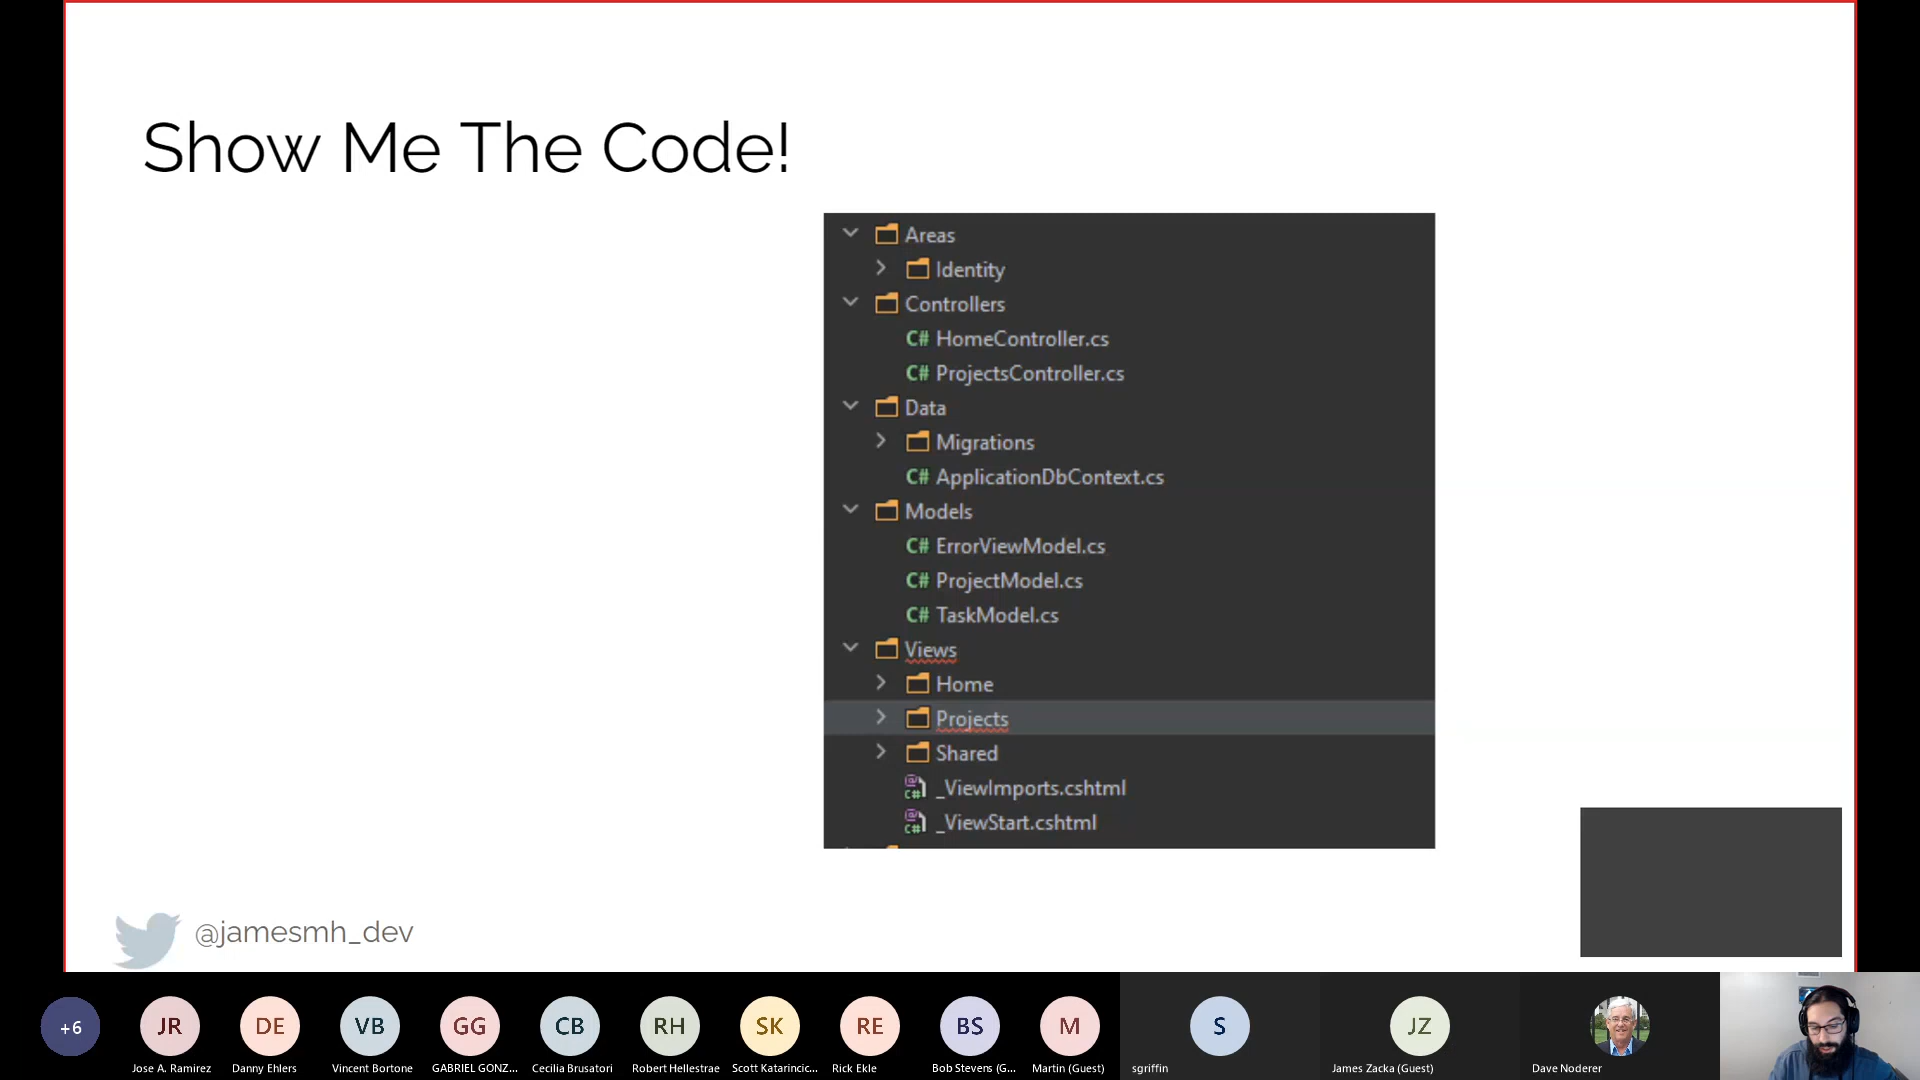 Show Me The Code!
Areas
Identity
Controllers
C# HomeController.cs
C# ProjectsController.cs
Data
Migrations
C# ApplicationDbContext.cs
Models
C# ErrorViewModel.cs
C# ProjectModel.cs
C# TaskModel.cs
Views
Home
Projects
Shared
@ C# _ViewImports.cshtml
@ C# _ViewStart.cshtml
@jamesmh_dev
+6 JR DE VB GG CB RH SK RE BS M S JZ
Jose A. Ramirez Danny Ehlers Vincent Bortone GABRIEL GONZ... Cecilia Brusatori Robert Hellestrae Scott Katarincic... Rick Ekle Bob Stevens (G... Martin (Guest) sgriffin James Zacka (Guest) Dave Noderer